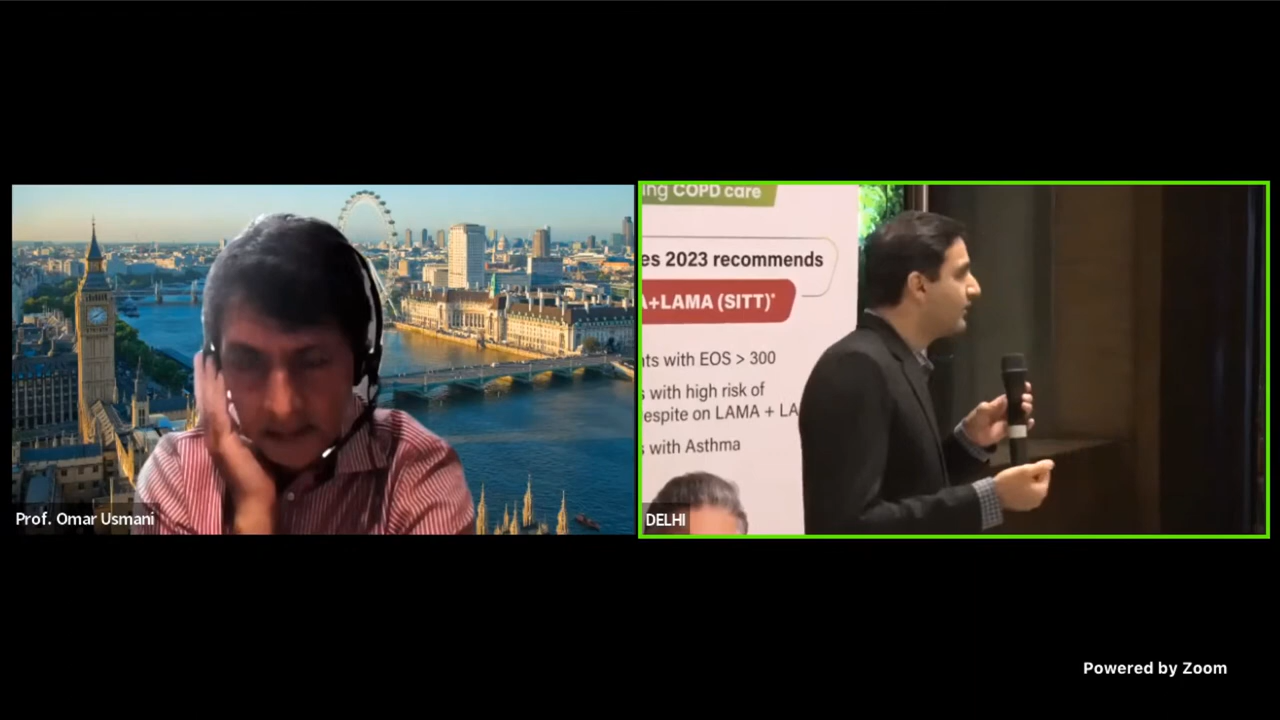 ing COPD care
es 2023 recommends
A+LAMA (SITT)*
nts with EOS > 300
s with high risk of
espite on LAMA + LA
s with Asthma
Prof. Omar Usmani
DELHI
Powered by Zoom